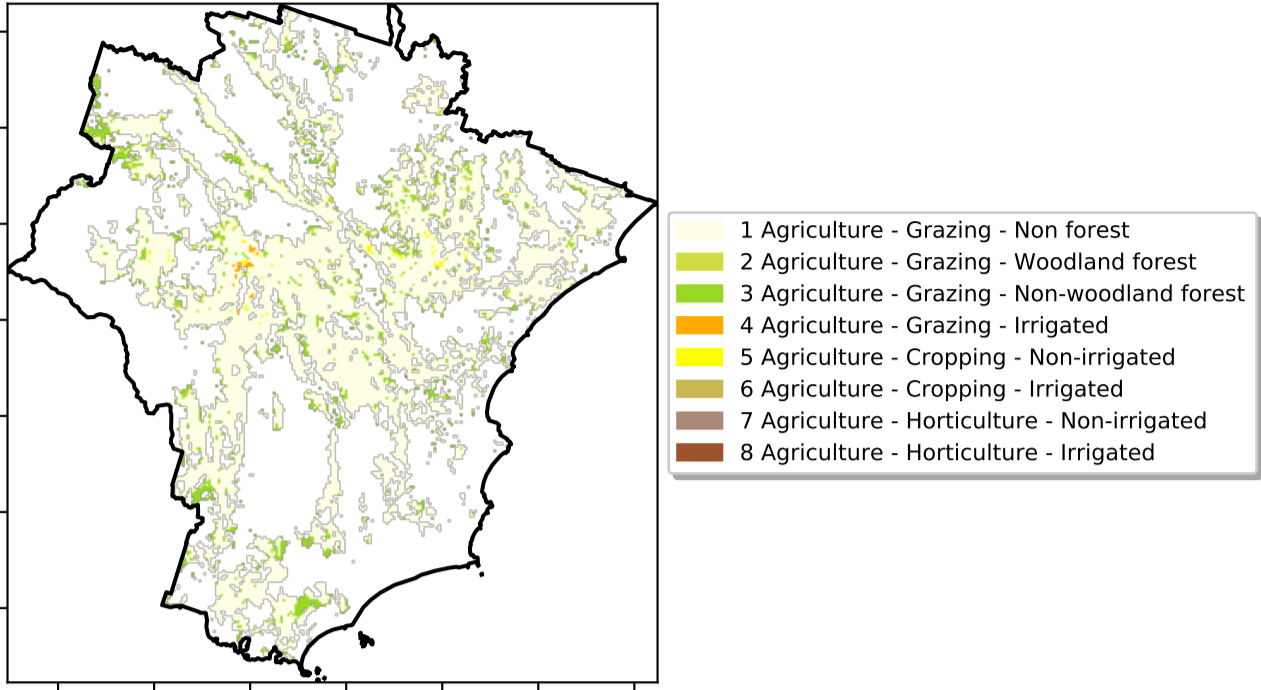 1 Agriculture - Grazing - Non forest
2 Agriculture - Grazing - Woodland forest
3 Agriculture - Grazing - Non-woodland forest
4 Agriculture - Grazing - Irrigated
5 Agriculture - Cropping - Non-irrigated
6 Agriculture - Cropping - Irrigated
7 Agriculture - Horticulture - Non-irrigated
8 Agriculture - Horticulture - Irrigated